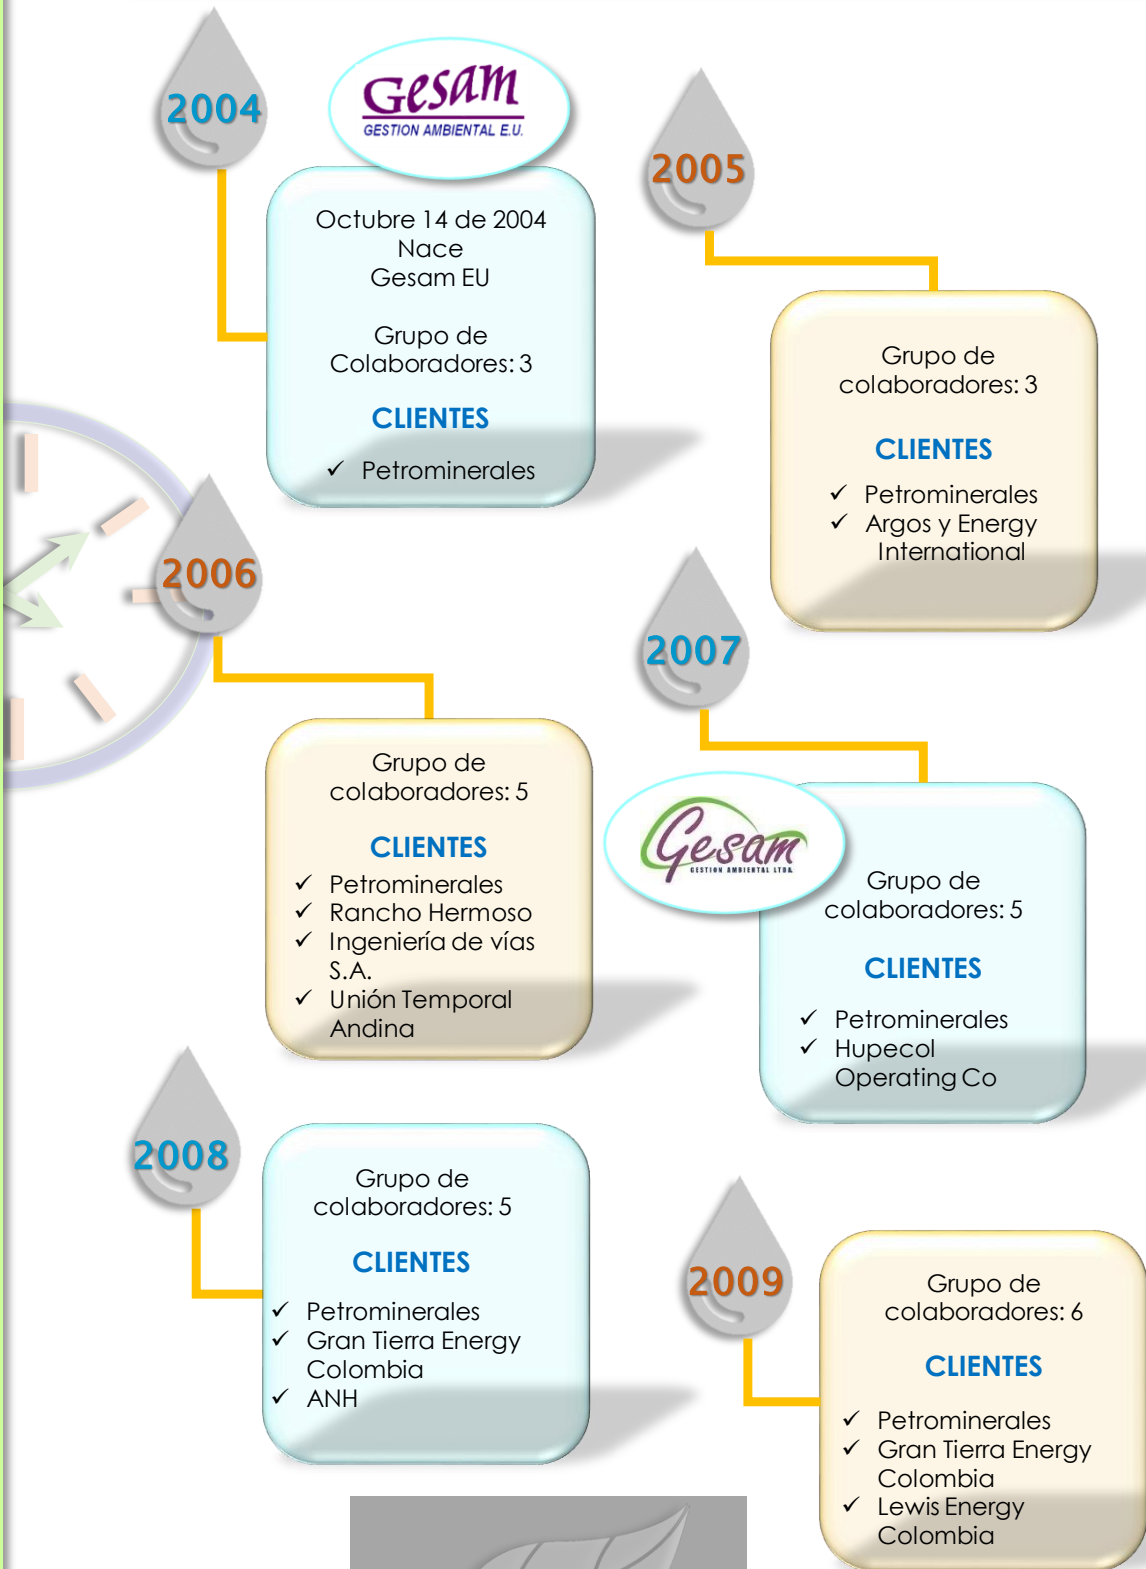 2004
Gesam
GESTION AMBIENTAL E.U.
Octubre 14 de 2004
Nace
Gesam EU
Grupo de
Colaboradores: 3
CLIENTES
✓ Petrominerales
2005
Grupo de
colaboradores: 3
CLIENTES
✓ Petrominerales
✓ Argos y Energy
International
2006
Grupo de
colaboradores: 5
CLIENTES
✓ Petrominerales
✓ Rancho Hermoso
✓ Ingeniería de vías
S.A.
✓ Unión Temporal
Andina
2007
Gesam
GESTION AMBIENTAL LTDA.
Grupo de
colaboradores: 5
CLIENTES
✓ Petrominerales
✓ Hupecol
Operating Co
2008
Grupo de
colaboradores: 5
CLIENTES
✓ Petrominerales
✓ Gran Tierra Energy
Colombia
✓ ANH
2009
Grupo de
colaboradores: 6
CLIENTES
✓ Petrominerales
✓ Gran Tierra Energy
Colombia
✓ Lewis Energy
Colombia